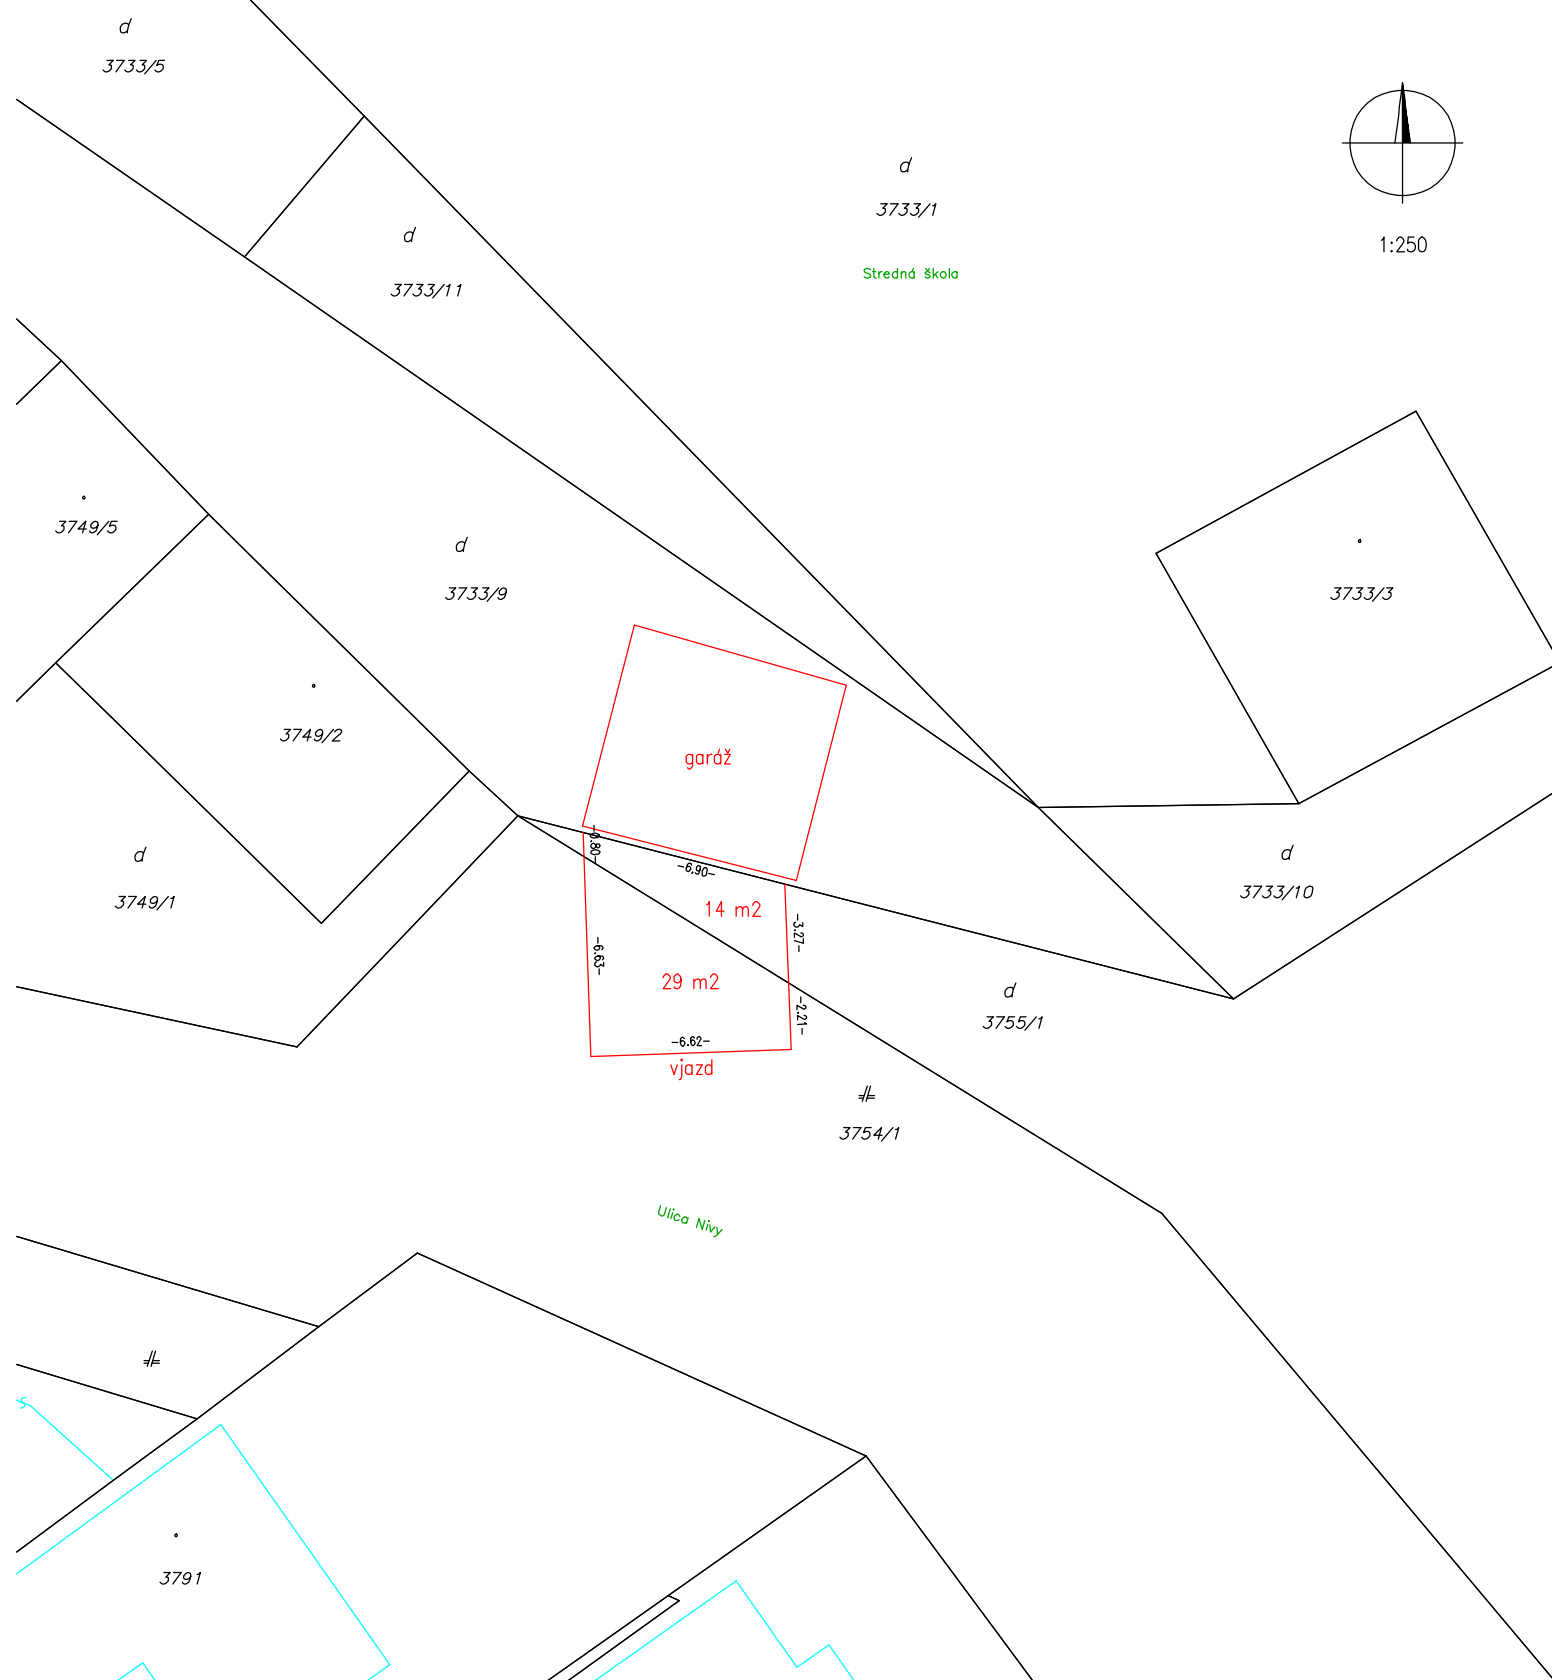 d
3733/5
d
3733/1
1:250
Stredná škola
d
3733/11
3749/5
d
3733/9
3733/3
3749/2
garáž
-0.80-
-6.90-
d
3749/1
14 m2
-3.27-
d
3733/10
-6.63-
29 m2
-2.21-
d
3755/1
-6.62-
vjazd
3754/1
Ulica Nivy
s
3791